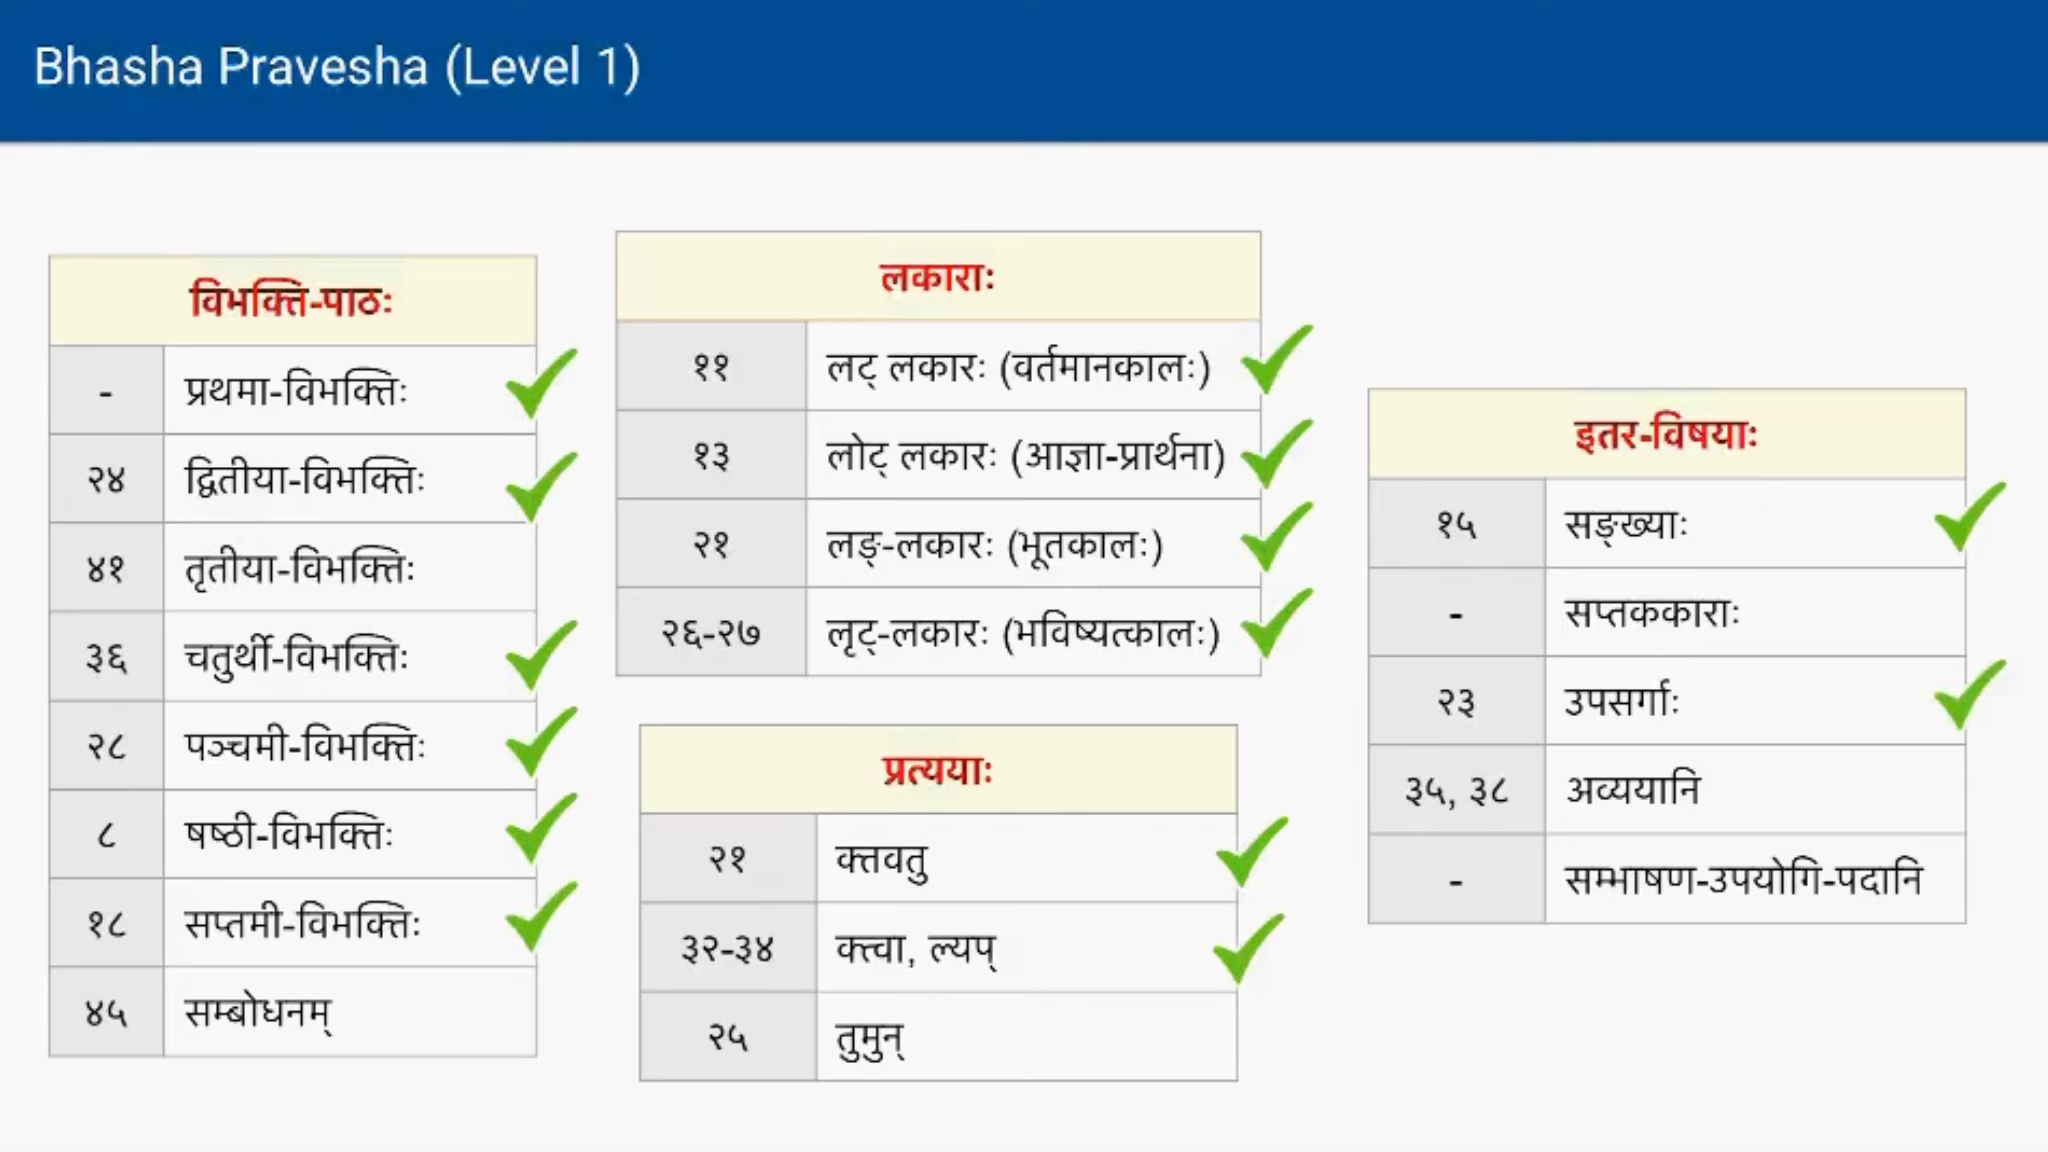 Bhasha Pravesha (Level 1)
विभक्ति-पाठः
- प्रथमा-विभक्तिः
२४ द्वितीया-विभक्तिः
४१ तृतीया-विभक्तिः
३६ चतुर्थी-विभक्तिः
२८ पञ्चमी-विभक्तिः
८ षष्ठी-विभक्तिः
१८ सप्तमी-विभक्तिः
४५ सम्बोधनम्
लकाराः
११ लट् लकारः (वर्तमानकालः)
१३ लोट् लकारः (आज्ञा-प्रार्थना)
२१ लङ्-लकारः (भूतकालः)
२६-२७ लृट्-लकारः (भविष्यत्कालः)
प्रत्ययाः
२१ क्तवतु
३२-३४ क्त्वा, ल्यप्
२५ तुमुन्
इतर-विषयाः
१५ सङ्ख्याः
- सप्तककाराः
२३ उपसर्गाः
३५, ३८ अव्ययानि
- सम्भाषण-उपयोगि-पदानि